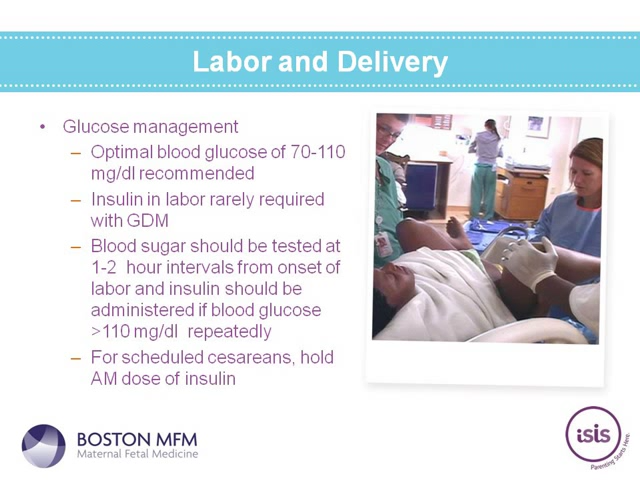 Labor and Delivery
• Glucose management
– Optimal blood glucose of 70-110
mg/dl recommended
– Insulin in labor rarely required
with GDM
– Blood sugar should be tested at
1-2  hour intervals from onset of
labor and insulin should be
administered if blood glucose
>110 mg/dl  repeatedly
– For scheduled cesareans, hold
AM dose of insulin
BOSTON MFM
Maternal Fetal Medicine
isis
Parenting Starts Here.